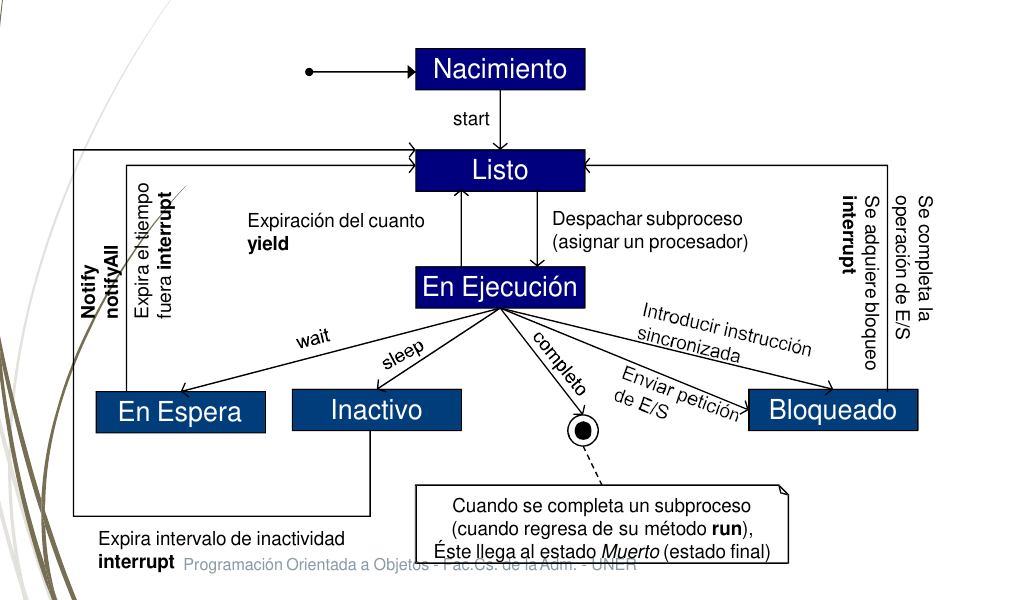 Nacimiento
start
Listo
Expiración del cuanto
yield
Despachar subproceso
(asignar un procesador)
Notify
notifyAll
Expira el tiempo
fuera interrupt
Se completa la
operación de E/S
Se adquiere bloqueo
interrupt
En Ejecución
wait
sleep
completo
Introducir instrucción
sincronizada
Enviar petición
de E/S
En Espera
Inactivo
Bloqueado
Cuando se completa un subproceso
(cuando regresa de su método run),
Éste llega al estado Muerto (estado final)
Expira intervalo de inactividad
interrupt
Programación Orientada a Objetos - Fac.Cs. de la Adm. - UNER